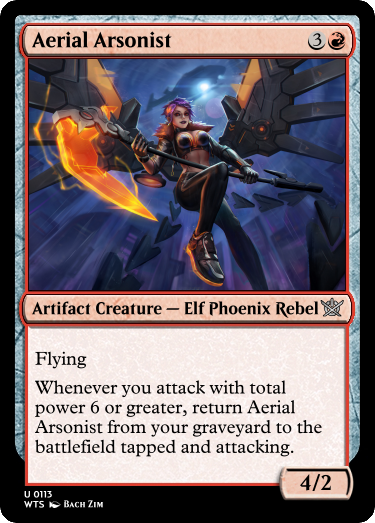 Aerial Arsonist 3
Artifact Creature — Elf Phoenix Rebel
Flying
Whenever you attack with total
power 6 or greater, return Aerial
Arsonist from your graveyard to the
battlefield tapped and attacking.
4/2
U 0113
WTS Bach Zim